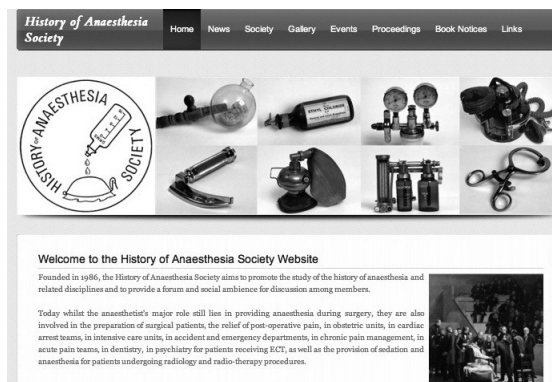 History of Anaesthesia
Society
Home News Society Gallery Events Proceedings Book Notices Links
HISTORY OF ANAESTHESIA SOCIETY
ETHYL CHLORIDE
Welcome to the History of Anaesthesia Society Website
Founded in 1986, the History of Anaesthesia Society aims to promote the study of the history of anaesthesia and
related disciplines and to provide a forum and social ambience for discussion among members.
Today whilst the anaesthetist's major role still lies in providing anaesthesia during surgery, they are also
involved in the preparation of surgical patients, the relief of post-operative pain, in obstetric units, in cardiac
arrest teams, in intensive care units, in accident and emergency departments, in chronic pain management, in
acute pain teams, in dentistry, in psychiatry for patients receiving ECT, as well as the provision of sedation and
anaesthesia for patients undergoing radiology and radio-therapy procedures.